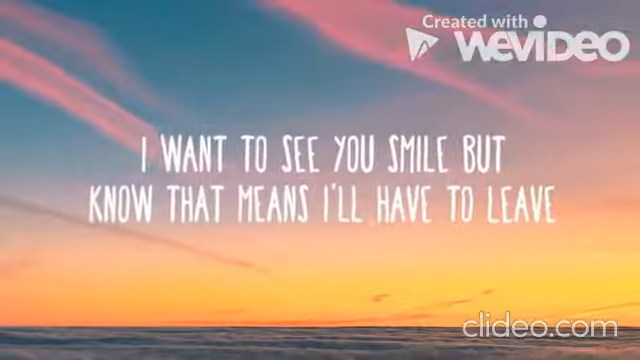 Created with
WEVIDEO
I WANT TO SEE YOU SMILE BUT
KNOW THAT MEANS I'LL HAVE TO LEAVE
clideo.com